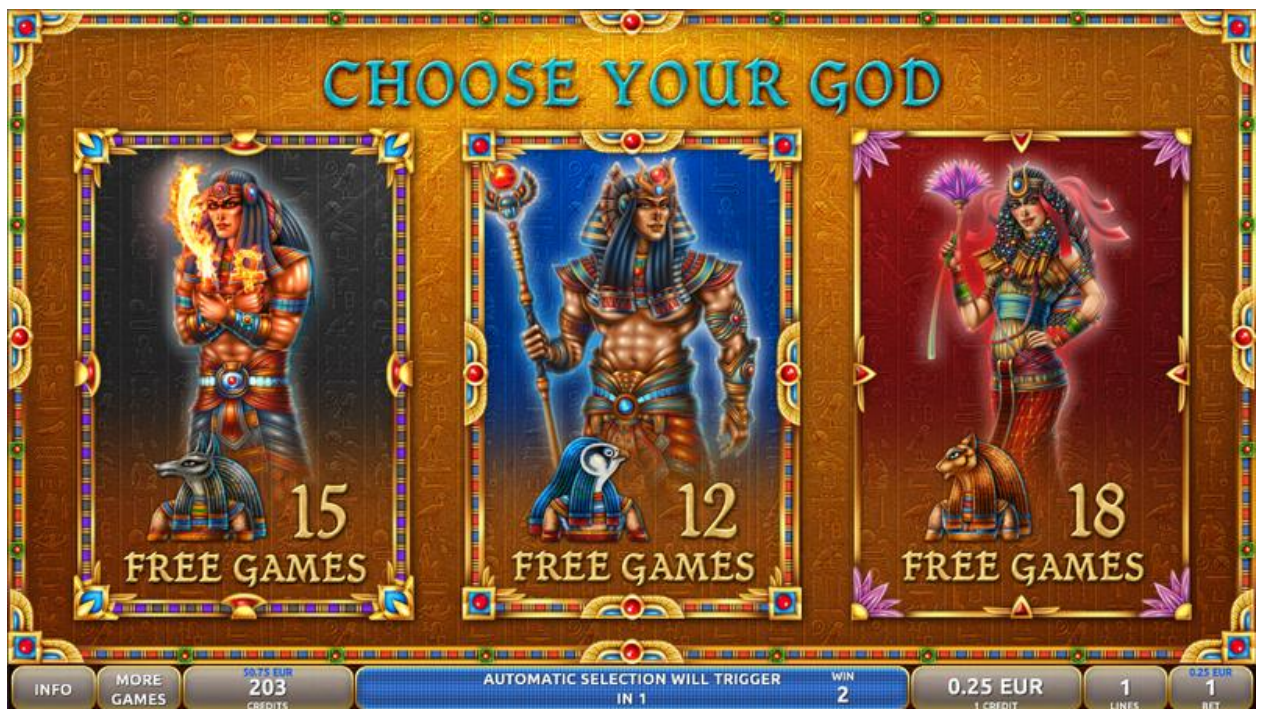 CHOOSE YOUR GOD
15
FREE GAMES
12
FREE GAMES
18
FREE GAMES
INFO
MORE
GAMES
50.75 EUR
203
CREDITS
AUTOMATIC SELECTION WILL TRIGGER
IN 1
WIN
2
0.25 EUR
1 CREDIT
1
LINES
0.25 EUR
1
BET